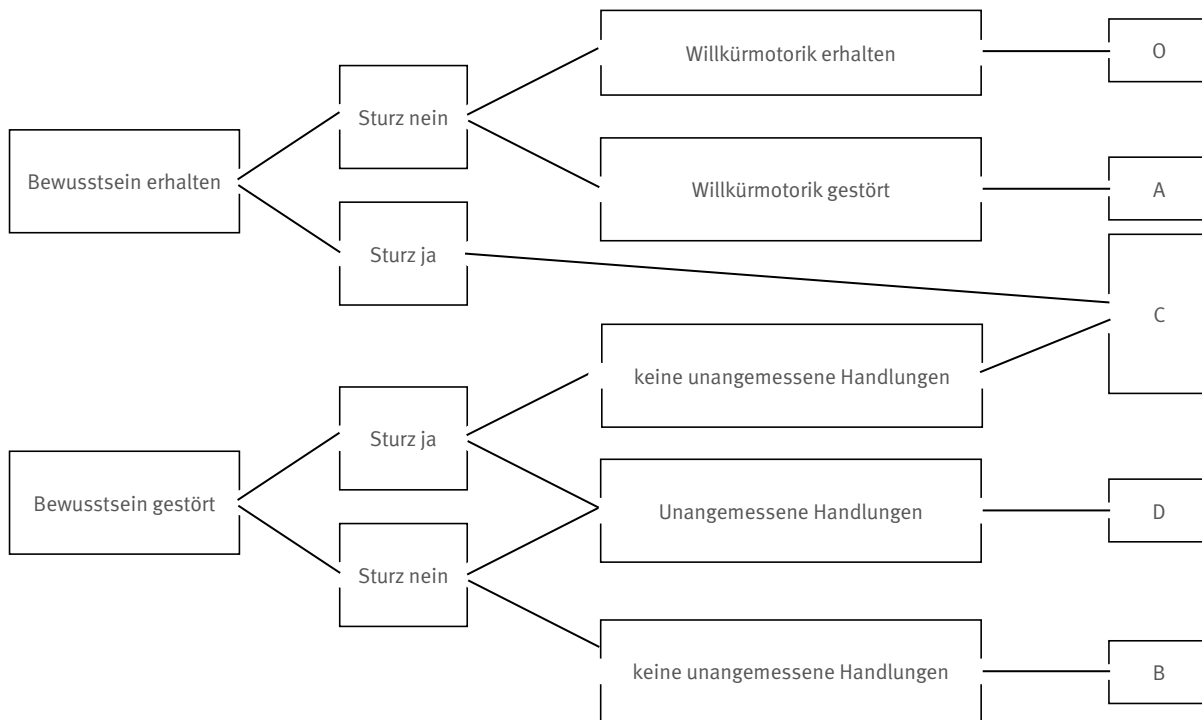 Willkürmotorik erhalten
O
Sturz nein
Bewusstsein erhalten
Willkürmotorik gestört
A
Sturz ja
C
keine unangemessene Handlungen
Sturz ja
Bewusstsein gestört
Unangemessene Handlungen
D
Sturz nein
keine unangemessene Handlungen
B